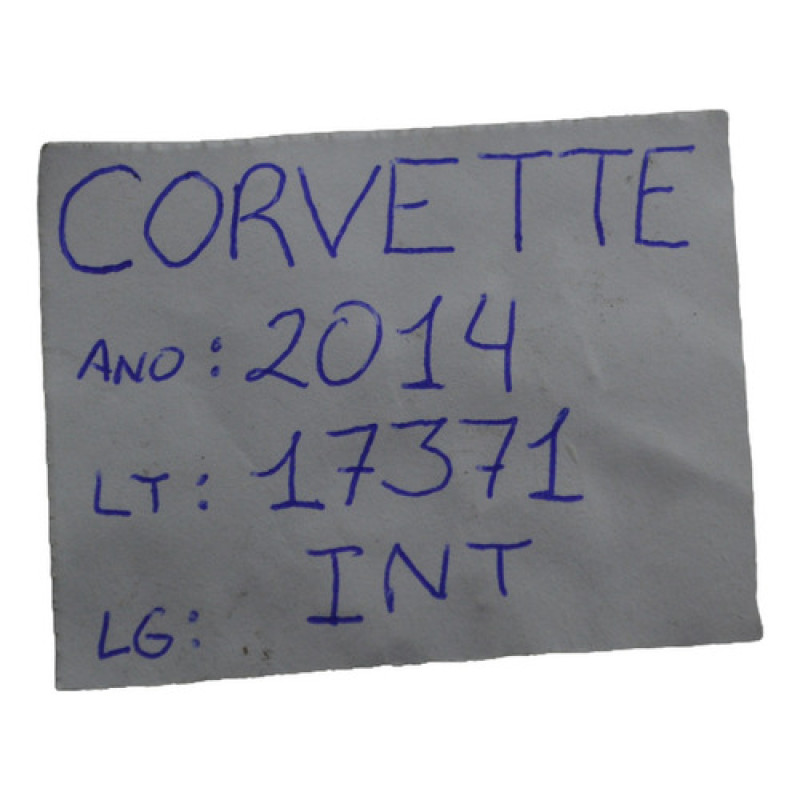 CORVETTE
ANO: 2014
LT: 17371
INT
LG: